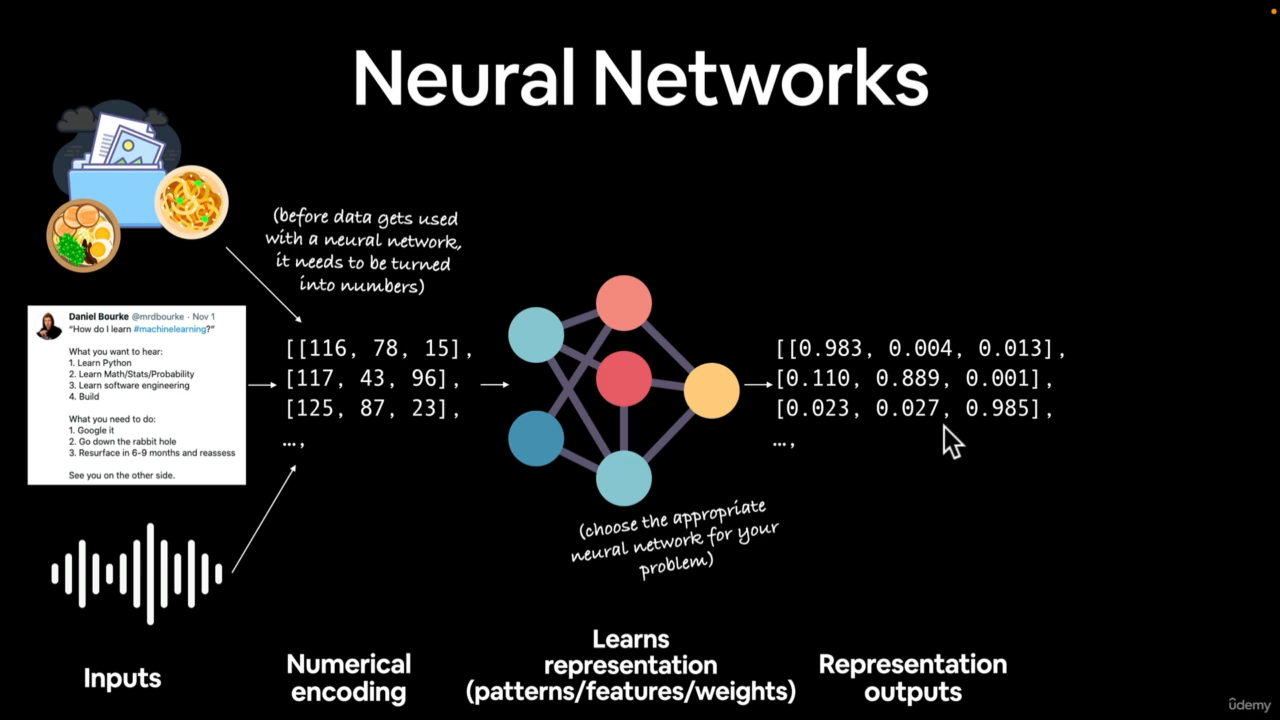 Neural Networks
(before data gets used
with a neural network,
it needs to be turned
into numbers)
Daniel Bourke @mrdbourke · Nov 1
"How do I learn #machinelearning?"
What you want to hear:
1. Learn Python
2. Learn Math/Stats/Probability
3. Learn software engineering
4. Build
What you need to do:
1. Google it
2. Go down the rabbit hole
3. Resurface in 6-9 months and reassess
See you on the other side.
[[116, 78, 15],
[117, 43, 96],
[125, 87, 23],
…,
[[0.983, 0.004, 0.013],
[0.110, 0.889, 0.001],
[0.023, 0.027, 0.985],
…,
(choose the appropriate
neural network for your
problem)
Inputs
Numerical
encoding
Learns
representation
(patterns/features/weights)
Representation
outputs
ûdemy